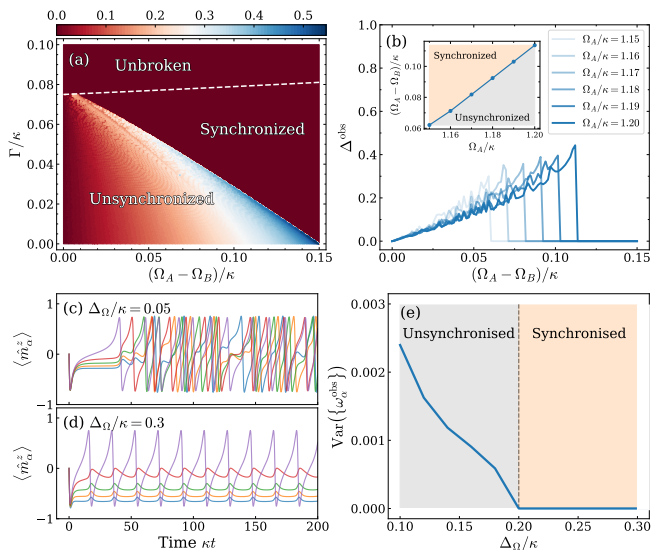 0.0 0.1 0.2 0.3 0.4 0.5
(a)
Unbroken
Synchronized
Unsynchronized
Γ/κ
0.10
0.08
0.06
0.04
0.02
0.00
0.00 0.05 0.10 0.15
(Ω_A − Ω_B)/κ
(b)
Δ^obs
1.0
0.8
0.6
0.4
0.2
0.0
0.00 0.05 0.10 0.15
(Ω_A − Ω_B)/κ
Synchronized
Unsynchronized
(Ω_A − Ω_B)/κ
0.10
0.08
0.06
1.16 1.18 1.20
Ω_A/κ
Ω_A/κ = 1.15
Ω_A/κ = 1.16
Ω_A/κ = 1.17
Ω_A/κ = 1.18
Ω_A/κ = 1.19
Ω_A/κ = 1.20
(c) Δ_Ω/κ = 0.05
⟨m̂_α^z⟩
1
0
−1
(d) Δ_Ω/κ = 0.3
⟨m̂_α^z⟩
1
0
−1
0 50 100 150 200
Time κt
(e)
Unsynchronised Synchronised
Var({ω_α^obs})
0.003
0.002
0.001
0.000
0.10 0.15 0.20 0.25 0.30
Δ_Ω/κ